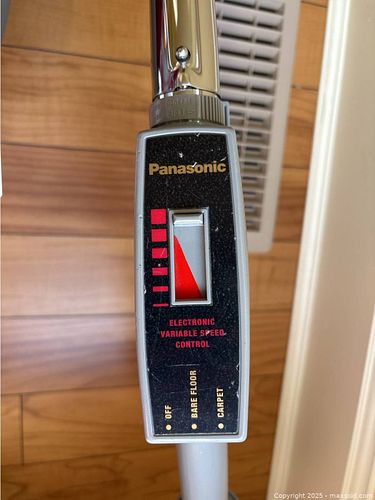 Panasonic
ELECTRONIC
VARIABLE SPEED
CONTROL
OFF
BARE FLOOR
CARPET
Copyright 2025 - maxsold.com